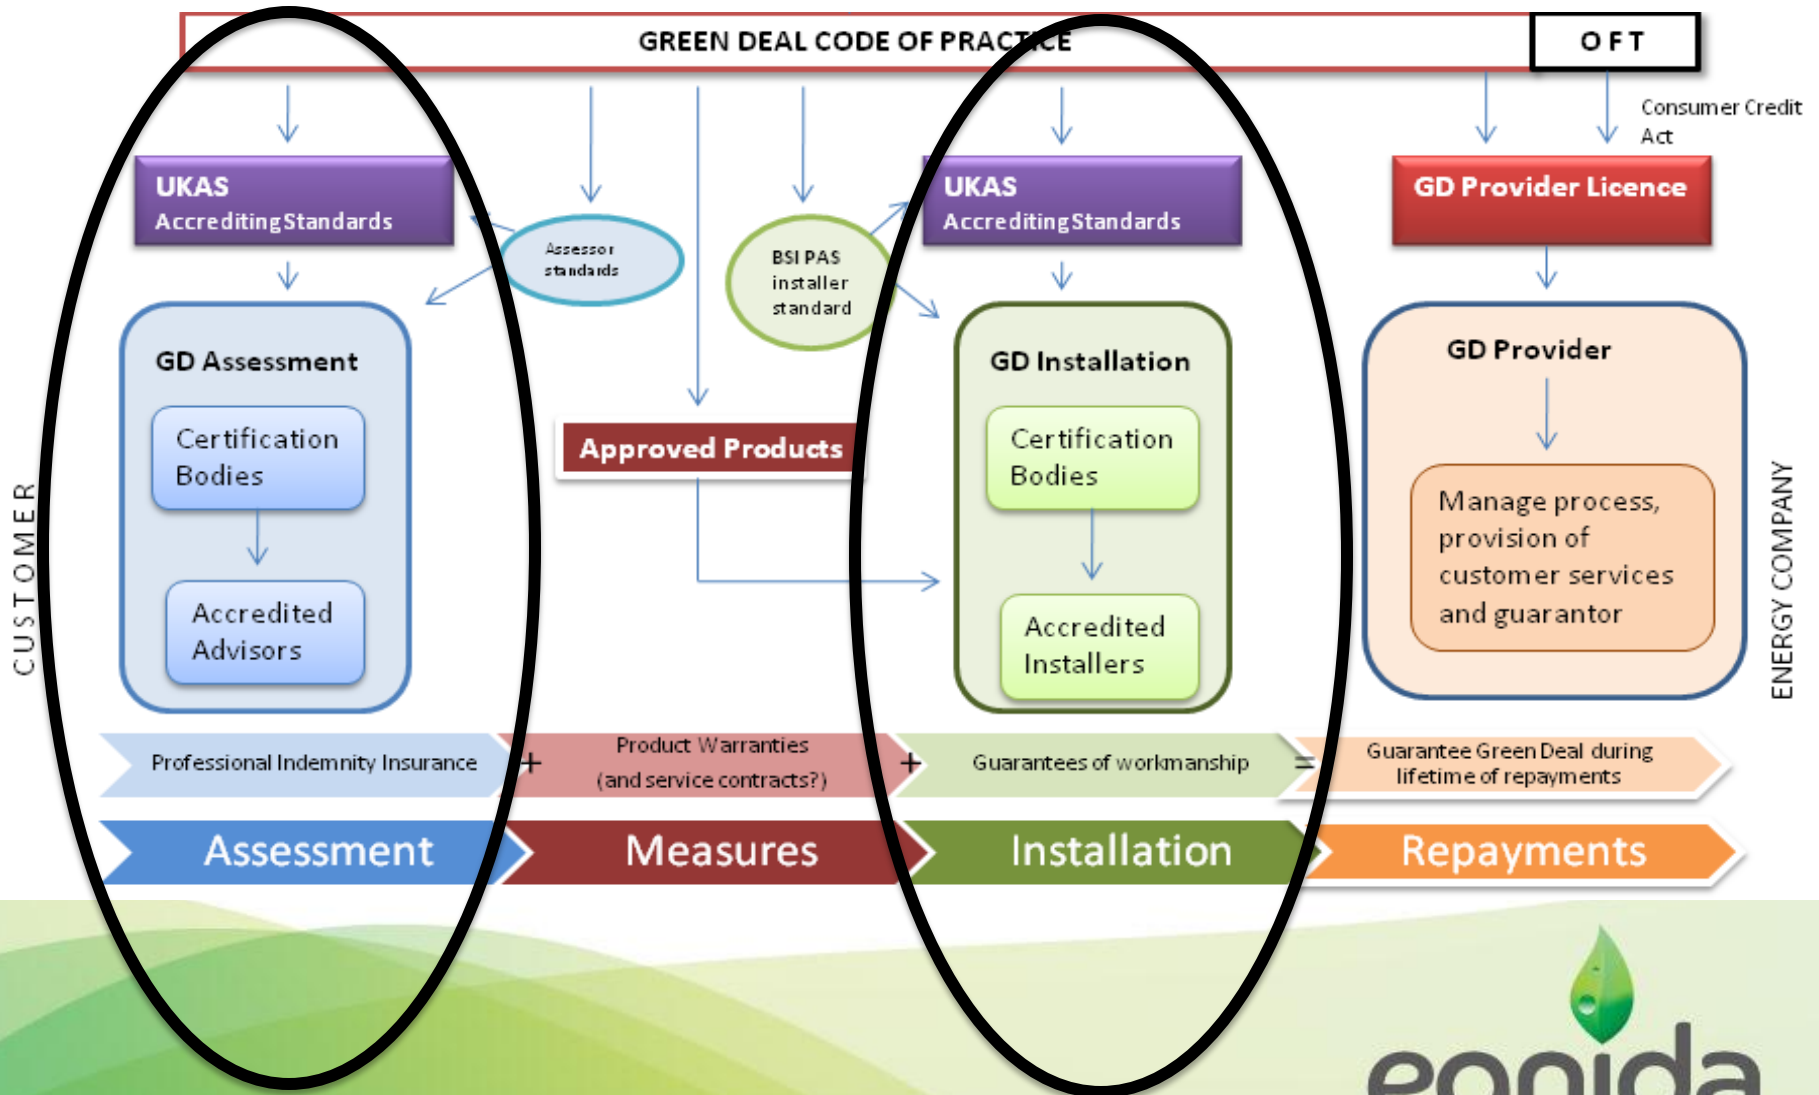 GREEN DEAL CODE OF PRACTICE
O F T
Consumer Credit
Act
UKAS
Accrediting Standards
Assessor
standards
BSI PAS
installer
standard
UKAS
Accrediting Standards
GD Provider Licence
GD Assessment
Certification
Bodies
Accredited
Advisors
Approved Products
GD Installation
Certification
Bodies
Accredited
Installers
GD Provider
Manage process,
provision of
customer services
and guarantor
CUSTOMER
ENERGY COMPANY
Professional Indemnity Insurance
+
Product Warranties
(and service contracts?)
+
Guarantees of workmanship
=
Guarantee Green Deal during
lifetime of repayments
Assessment
Measures
Installation
Repayments
eonida